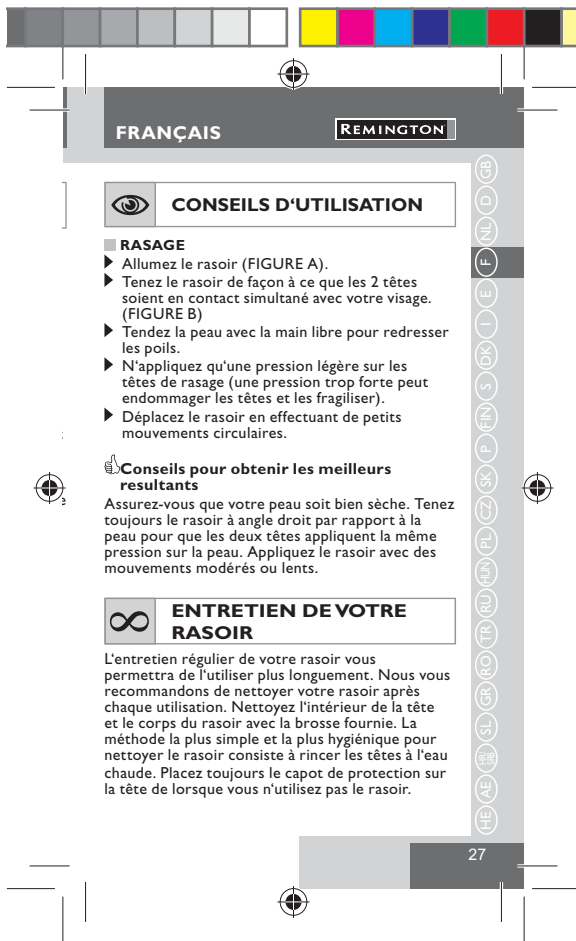 FRANÇAIS
REMINGTON
CONSEILS D‘UTILISATION
RASAGE
Allumez le rasoir (FIGURE A).
Tenez le rasoir de façon à ce que les 2 têtes
soient en contact simultané avec votre visage.
(FIGURE B)
Tendez la peau avec la main libre pour redresser
les poils.
N‘appliquez qu‘une pression légère sur les
têtes de rasage (une pression trop forte peut
endommager les têtes et les fragiliser).
Déplacez le rasoir en effectuant de petits
mouvements circulaires.
Conseils pour obtenir les meilleurs
resultants
Assurez-vous que votre peau soit bien sèche. Tenez
toujours le rasoir à angle droit par rapport à la
peau pour que les deux têtes appliquent la même
pression sur la peau. Appliquez le rasoir avec des
mouvements modérés ou lents.
ENTRETIEN DE VOTRE
RASOIR
L‘entretien régulier de votre rasoir vous
permettra de l‘utiliser plus longuement. Nous vous
recommandons de nettoyer votre rasoir après
chaque utilisation. Nettoyez l‘intérieur de la tête
et le corps du rasoir avec la brosse fournie. La
méthode la plus simple et la plus hygiénique pour
nettoyer le rasoir consiste à rincer les têtes à l‘eau
chaude. Placez toujours le capot de protection sur
la tête de lorsque vous n‘utilisez pas le rasoir.
GB
D
NL
F
E
I
DK
S
FIN
P
SK
CZ
PL
HUN
RU
TR
RO
GR
SL
AE
HE
27